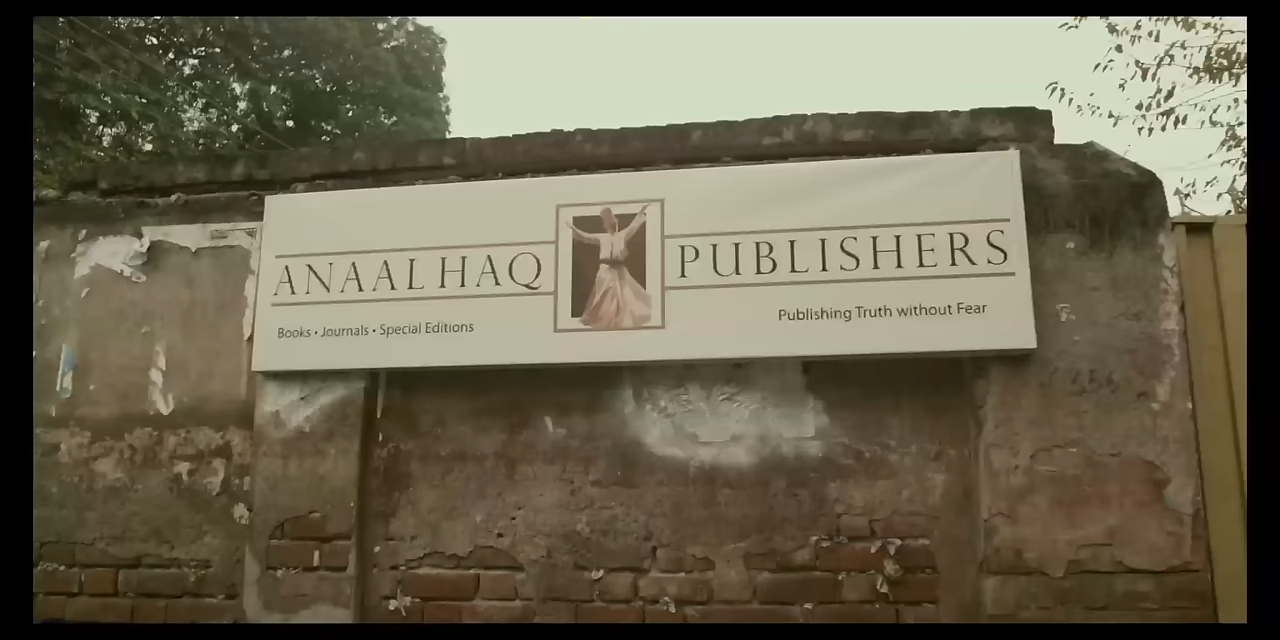 ANAAL HAQ PUBLISHERS
Books • Journals • Special Editions
Publishing Truth without Fear